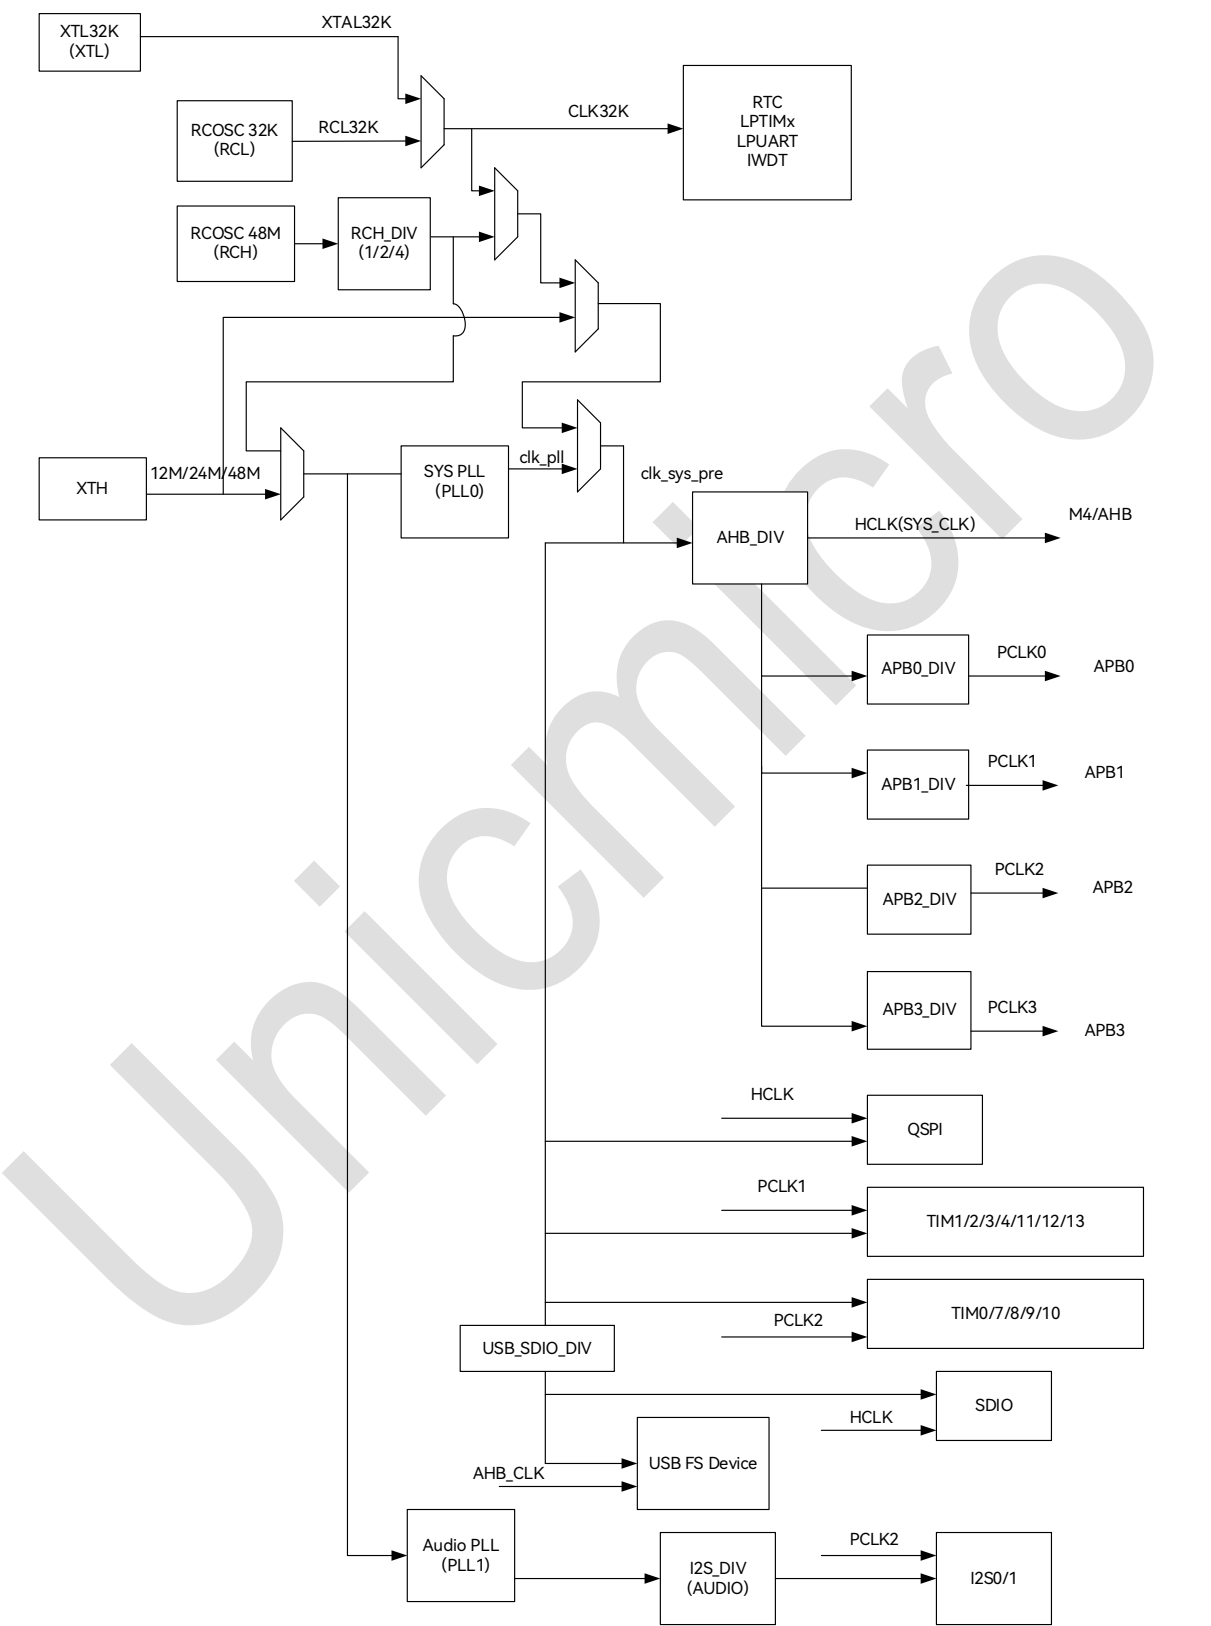 XTL32K
(XTL)
XTAL32K
RCOSC 32K
(RCL)
RCL32K
CLK32K
RTC
LPTIMx
LPUART
IWDT
RCOSC 48M
(RCH)
RCH_DIV
(1/2/4)
XTH
12M/24M/48M
SYS PLL
(PLL0)
clk_pll
clk_sys_pre
AHB_DIV
HCLK(SYS_CLK)
M4/AHB
APB0_DIV
PCLK0
APB0
APB1_DIV
PCLK1
APB1
APB2_DIV
PCLK2
APB2
APB3_DIV
PCLK3
APB3
HCLK
QSPI
PCLK1
TIM1/2/3/4/11/12/13
TIM0/7/8/9/10
PCLK2
USB_SDIO_DIV
SDIO
HCLK
USB FS Device
AHB_CLK
Audio PLL
(PLL1)
I2S_DIV
(AUDIO)
PCLK2
I2S0/1
Unicmicro